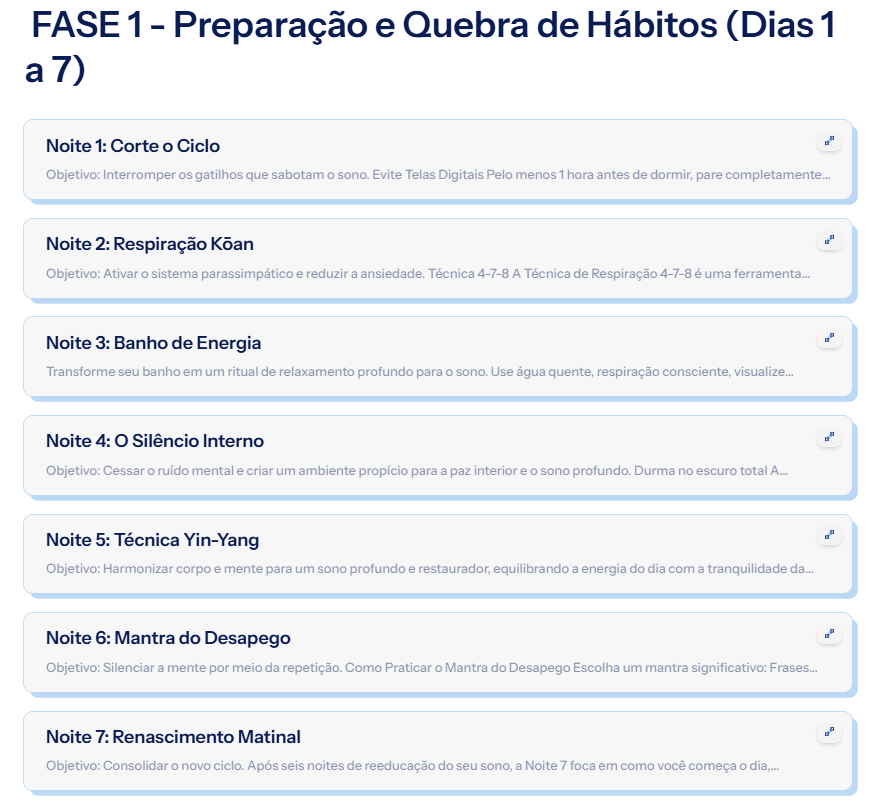 FASE 1 - Preparação e Quebra de Hábitos (Dias 1
a 7)
Noite 1: Corte o Ciclo
Objetivo: Interromper os gatilhos que sabotam o sono. Evite Telas Digitais Pelo menos 1 hora antes de dormir, pare completamente...
Noite 2: Respiração Kōan
Objetivo: Ativar o sistema parassimpático e reduzir a ansiedade. Técnica 4-7-8 A Técnica de Respiração 4-7-8 é uma ferramenta...
Noite 3: Banho de Energia
Transforme seu banho em um ritual de relaxamento profundo para o sono. Use água quente, respiração consciente, visualize...
Noite 4: O Silêncio Interno
Objetivo: Cessar o ruído mental e criar um ambiente propício para a paz interior e o sono profundo. Durma no escuro total A...
Noite 5: Técnica Yin-Yang
Objetivo: Harmonizar corpo e mente para um sono profundo e restaurador, equilibrando a energia do dia com a tranquilidade da...
Noite 6: Mantra do Desapego
Objetivo: Silenciar a mente por meio da repetição. Como Praticar o Mantra do Desapego Escolha um mantra significativo: Frases...
Noite 7: Renascimento Matinal
Objetivo: Consolidar o novo ciclo. Após seis noites de reeducação do seu sono, a Noite 7 foca em como você começa o dia,...